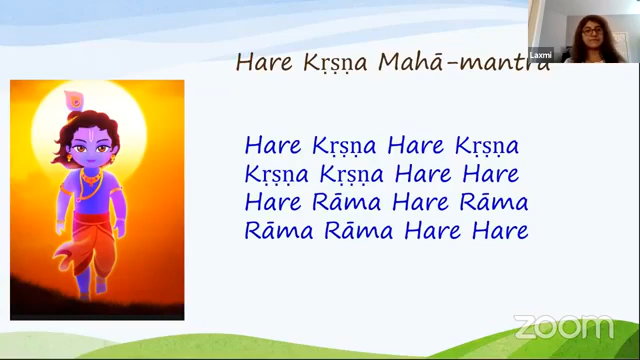 Laxmi
Hare Kṛṣṇa Mahā-mantra
Hare Kṛṣṇa Hare Kṛṣṇa
Kṛṣṇa Kṛṣṇa Hare Hare
Hare Rāma Hare Rāma
Rāma Rāma Hare Hare
zoom